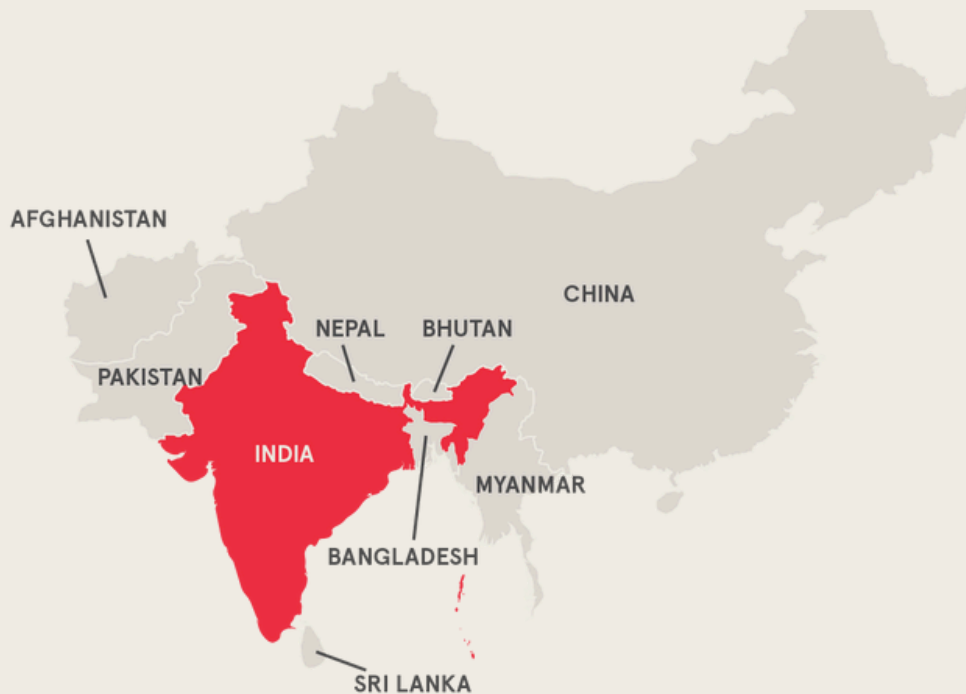 AFGHANISTAN
CHINA
NEPAL
BHUTAN
PAKISTAN
INDIA
MYANMAR
BANGLADESH
SRI LANKA